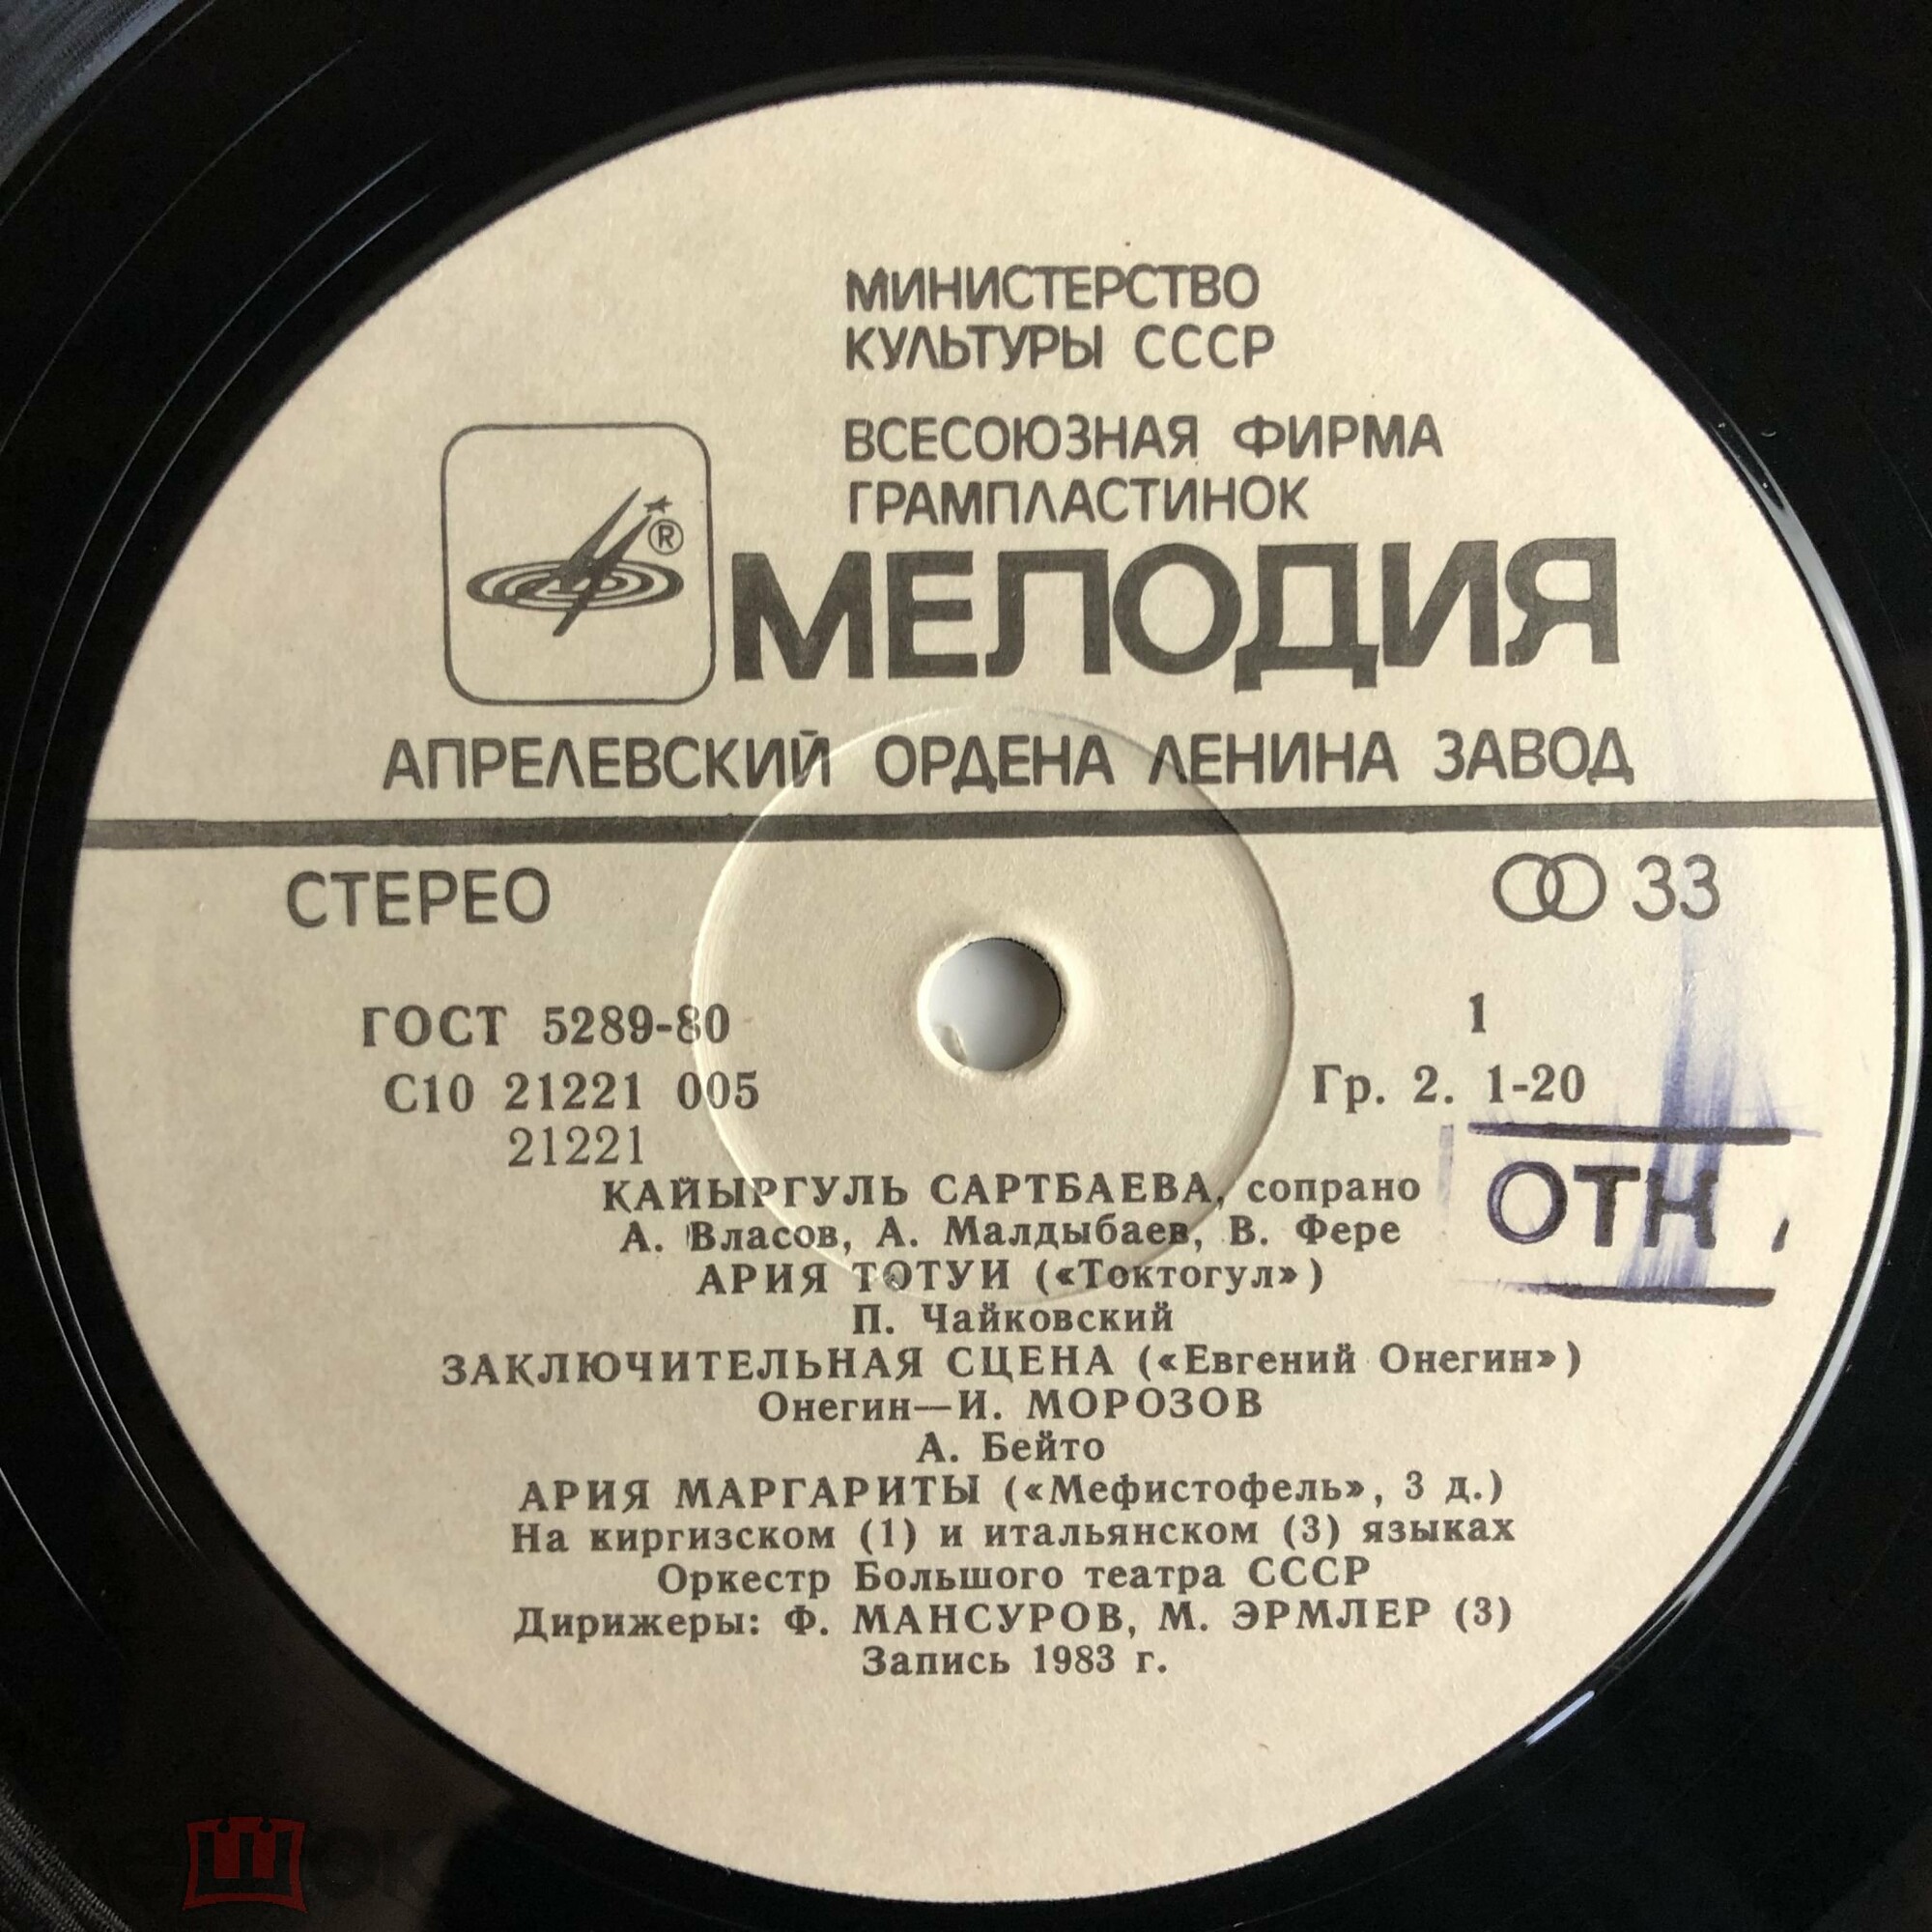 МИНИСТЕРСТВО
КУЛЬТУРЫ СССР
ВСЕСОЮЗНАЯ ФИРМА
ГРАМПЛАСТИНОК
®
МЕЛОДИЯ
АПРЕЛЕВСКИЙ ОРДЕНА ЛЕНИНА ЗАВОД
СТЕРЕО
33
ГОСТ 5289-80
1
С10 21221 005
Гр. 2. 1-20
21221
ОТК
КАЙЫРГУЛЬ САРТБАЕВА, сопрано
А. Власов, А. Малдыбаев, В. Фере
АРИЯ ТОТУИ («Токтогул»)
П. Чайковский
ЗАКЛЮЧИТЕЛЬНАЯ СЦЕНА («Евгений Онегин»)
Онегин—И. МОРОЗОВ
А. Бейто
АРИЯ МАРГАРИТЫ («Мефистофель», 3 д.)
На киргизском (1) и итальянском (3) языках
Оркестр Большого театра СССР
Дирижеры: Ф. МАНСУРОВ, М. ЭРМЛЕР (3)
Запись 1983 г.
мешок